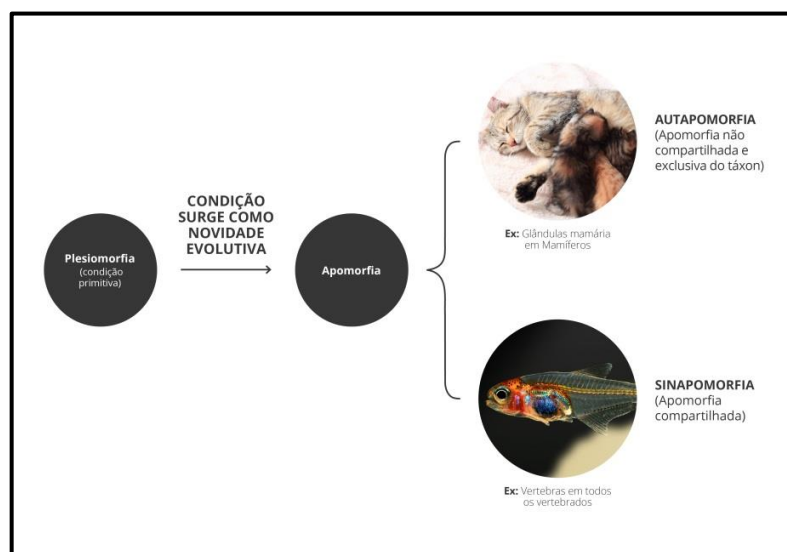 Plesiomorfia
(condição
primitiva)
CONDIÇÃO
SURGE COMO
NOVIDADE
EVOLUTIVA
Apomorfia
AUTAPOMORFIA
(Apomorfia não
compartilhada e
exclusiva do táxon)
Ex: Glândulas mamária
em Mamíferos
SINAPOMORFIA
(Apomorfia
compartilhada)
Ex: Vertebras em todos
os vertebrados